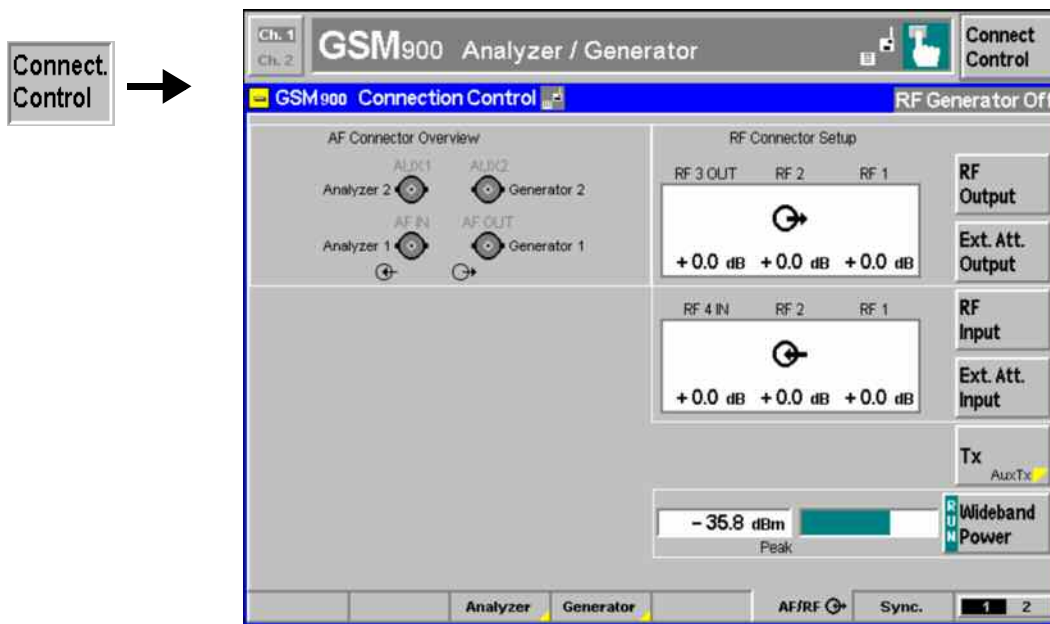 Connect.
Control
Ch. 1
Ch. 2
GSM900 Analyzer / Generator
Connect
Control
GSM900 Connection Control
RF Generator Off
AF Connector Overview
AUX1 AUX2
Analyzer 2 Generator 2
AF IN AF OUT
Analyzer 1 Generator 1
RF Connector Setup
RF 3 OUT RF 2 RF 1
+0.0 dB +0.0 dB +0.0 dB
RF
Output
Ext. Att.
Output
RF 4 IN RF 2 RF 1
+0.0 dB +0.0 dB +0.0 dB
RF
Input
Ext. Att.
Input
Tx
AuxTx
- 35.8 dBm
Peak
RUN
Wideband
Power
Analyzer Generator AF/RF Sync. 1 2